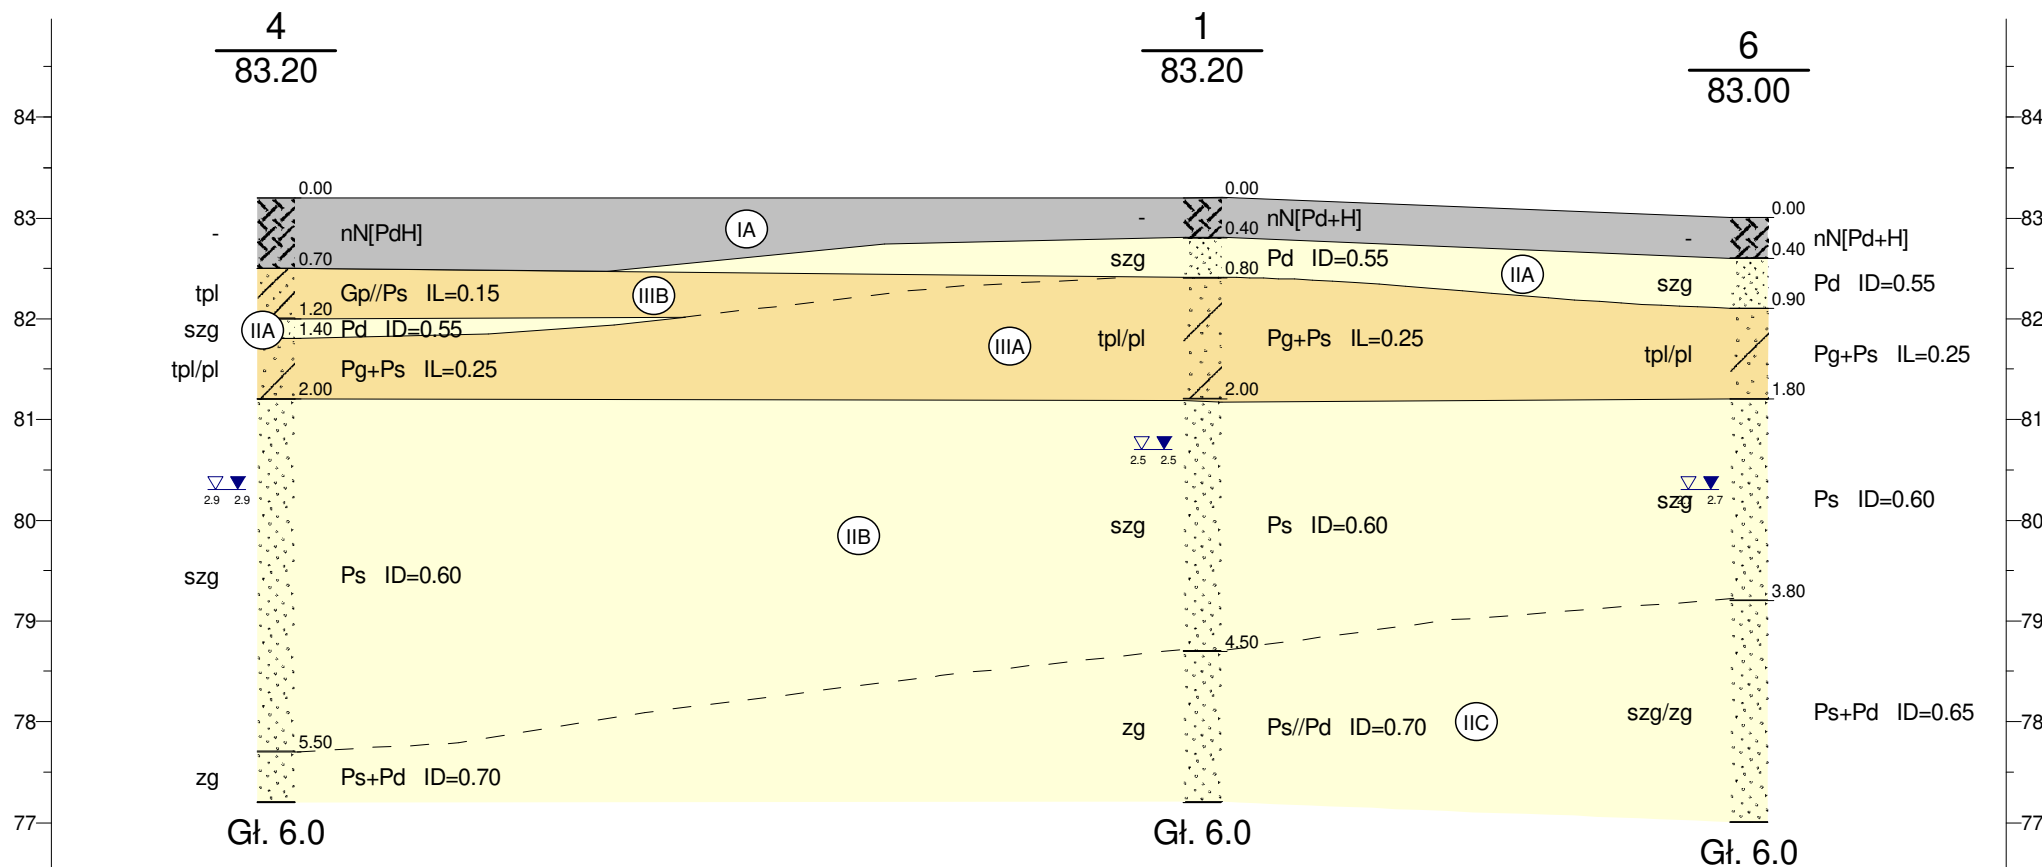 4
83.20
1
83.20
6
83.00
84
84
0.00
0.00
0.00
83
83
-
nN[PdH]
IA
-
nN[Pd+H]
0.40
-
0.40
nN[Pd+H]
0.70
szg
Pd ID=0.55
0.80
IIA
szg
Pd ID=0.55
tpl
Gp//Ps IL=0.15
IIIB
0.90
1.20
82
82
szg
IIA
1.40
Pd ID=0.55
tpl/pl
Pg+Ps IL=0.25
IIIA
tpl/pl
Pg+Ps IL=0.25
tpl/pl
Pg+Ps IL=0.25
2.00
2.00
1.80
81
81
2.5 2.5
2.9 2.9
2.7
szg
Ps ID=0.60
80
80
IIB
szg
Ps ID=0.60
szg
Ps ID=0.60
79
79
3.80
4.50
78
78
5.50
zg
Ps//Pd ID=0.70
IIC
szg/zg
Ps+Pd ID=0.65
zg
Ps+Pd ID=0.70
77
77
Gł. 6.0
Gł. 6.0
Gł. 6.0